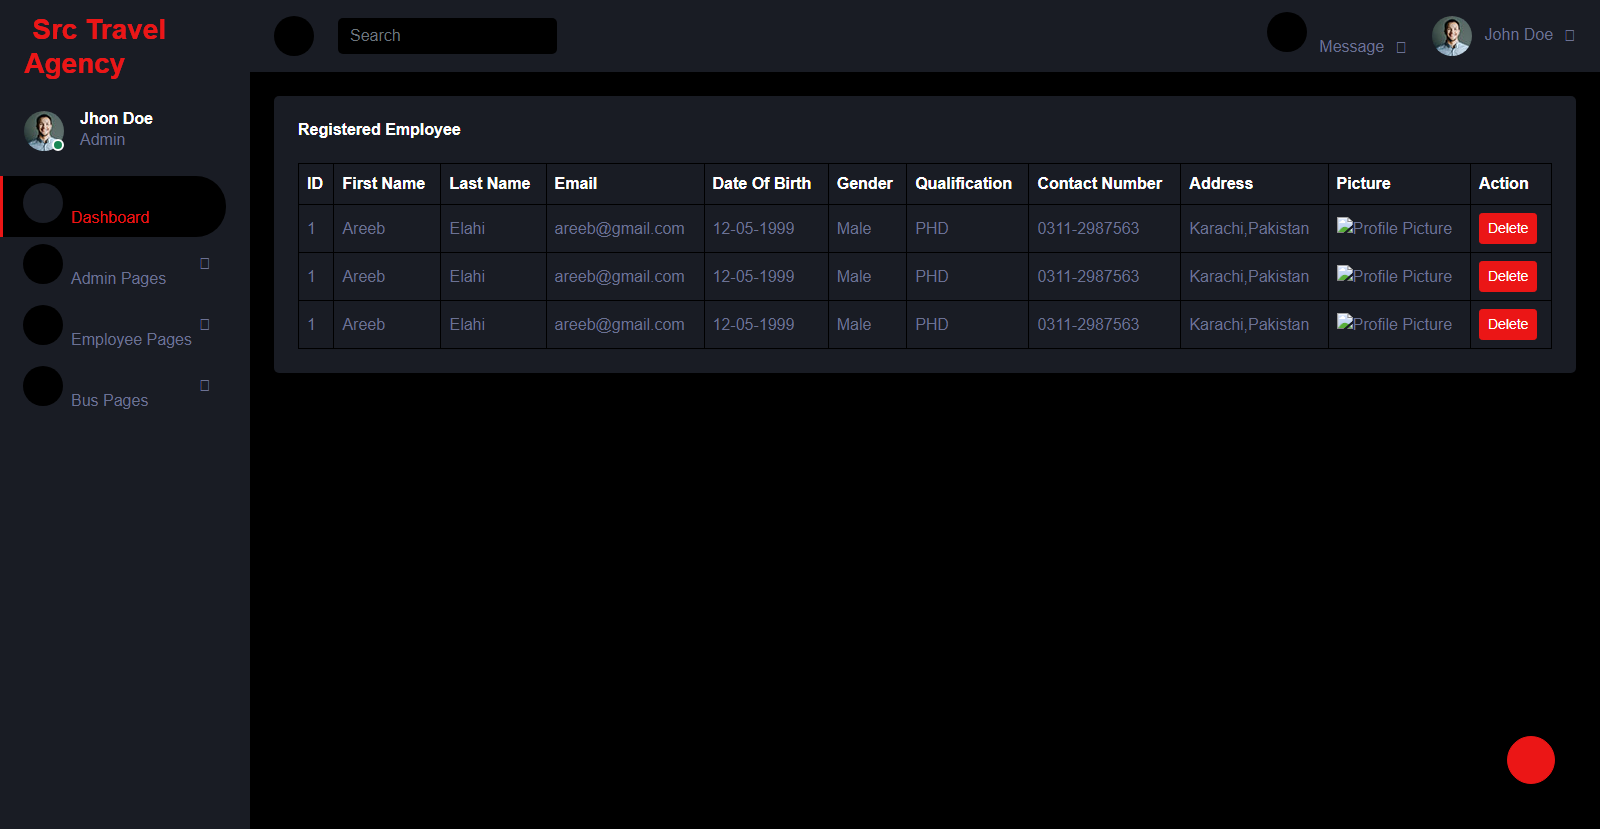 Src Travel
Agency
Jhon Doe
Admin
Dashboard
Admin Pages
Employee Pages
Bus Pages
Search
Message
John Doe
Registered Employee
ID First Name Last Name Email Date Of Birth Gender Qualification Contact Number Address Picture Action
1 Areeb Elahi areeb@gmail.com 12-05-1999 Male PHD 0311-2987563 Karachi,Pakistan Profile Picture Delete
1 Areeb Elahi areeb@gmail.com 12-05-1999 Male PHD 0311-2987563 Karachi,Pakistan Profile Picture Delete
1 Areeb Elahi areeb@gmail.com 12-05-1999 Male PHD 0311-2987563 Karachi,Pakistan Profile Picture Delete